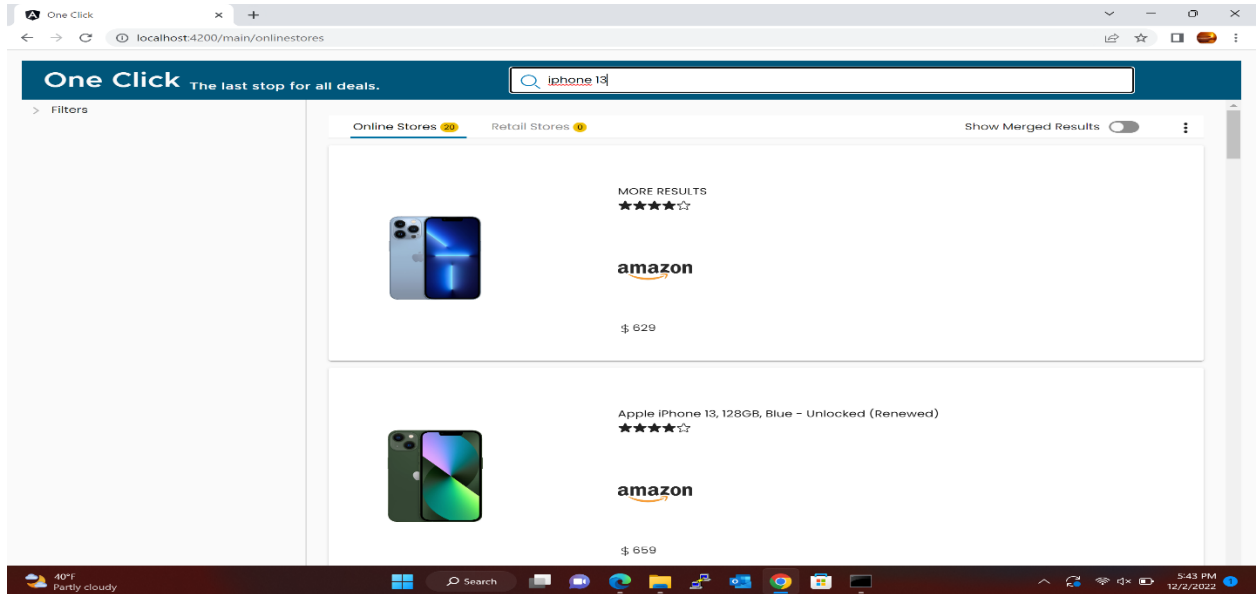 One Click
localhost:4200/main/onlinestores
One Click The last stop for all deals.
iphone 13
Filters
Online Stores 20
Retail Stores 0
Show Merged Results
MORE RESULTS
amazon
$ 629
Apple iPhone 13, 128GB, Blue - Unlocked (Renewed)
amazon
$ 659
40°F
Partly cloudy
Search
5:43 PM
12/2/2022
1